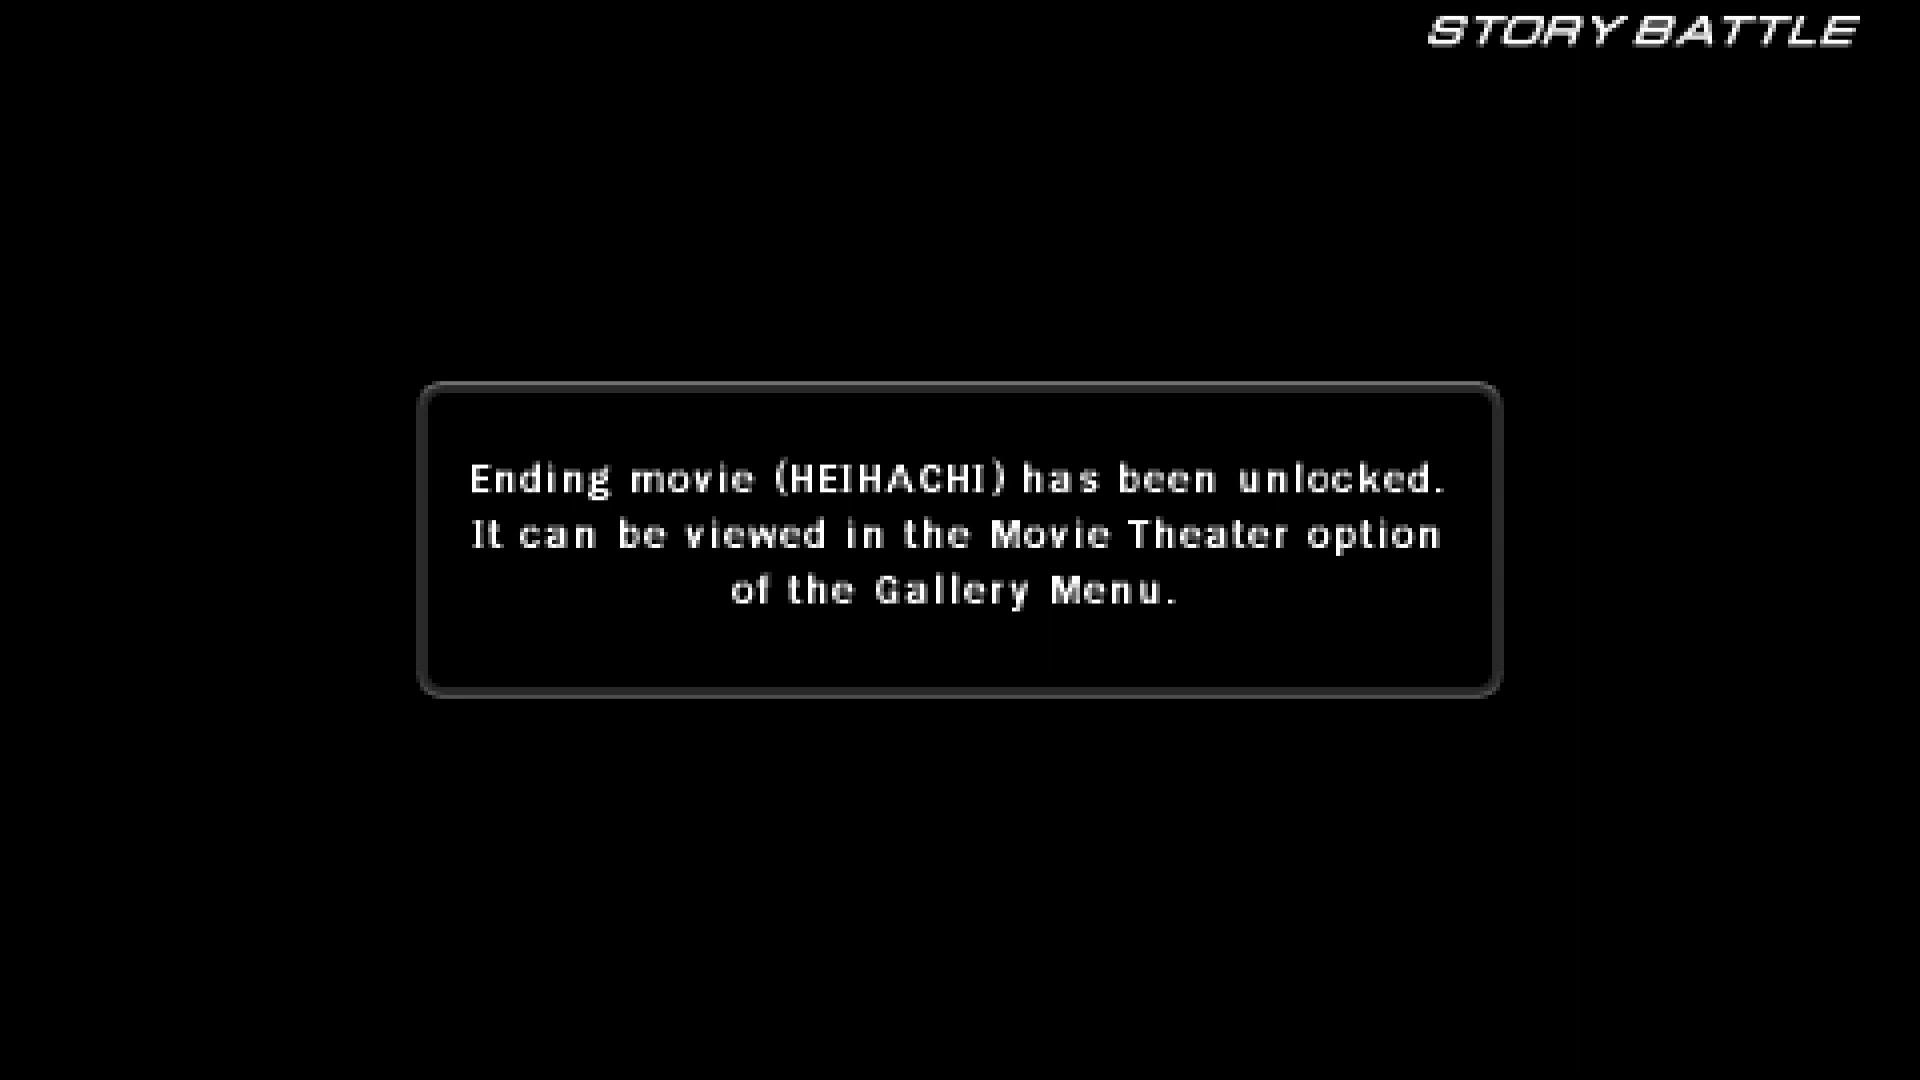 STORY BATTLE
Ending movie (HEIHACHI) has been unlocked.
It can be viewed in the Movie Theater option
of the Gallery Menu.